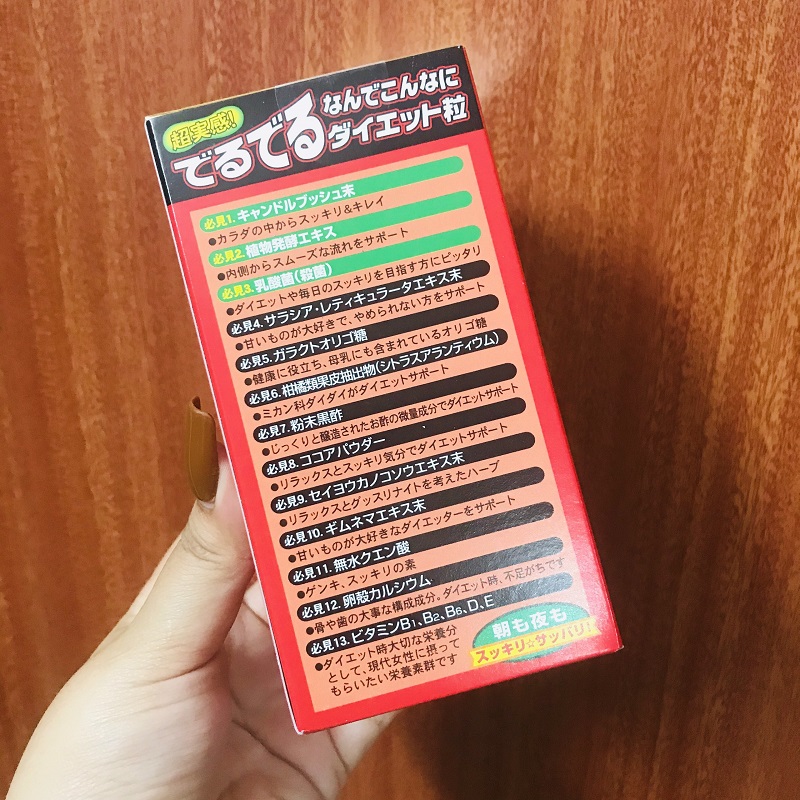 超実感!
でるでる
なんでこんなに
ダイエット粒
必見1.キャンドルブッシュ末
●カラダの中からスッキリ&キレイ
必見2.植物発酵エキス
●内側からスムーズな流れをサポート
必見3.乳酸菌(殺菌)
●ダイエットや毎日のスッキリを目指す方にピッタリ
必見4.サラシア・レティキュラータエキス末
●甘いものが大好きで、やめられない方をサポート
必見5.ガラクトオリゴ糖
●健康に役立ち、母乳にも含まれているオリゴ糖
必見6.柑橘類果皮抽出物(シトラスアランティウム)
●ミカン科ダイダイがダイエットサポート
必見7.粉末黒酢
●じっくりと醸造されたお酢の微量成分でダイエットサポート
必見8.ココアパウダー
●リラックスとスッキリ気分でダイエットサポート
必見9.セイヨウカノコソウエキス末
●リラックスとグッスリナイトを考えたハーブ
必見10.ギムネマエキス末
●甘いものが大好きなダイエッターをサポート
必見11.無水クエン酸
●ゲンキ、スッキリの素
必見12.卵殻カルシウム
●骨や歯の大事な構成成分。ダイエット時、不足がちです
必見13.ビタミンB1、B2、B6、D、E
●ダイエット時大切な栄養分
として、現代女性に摂って
もらいたい栄養素群です
朝も夜も
スッキリ☆サッパリ!